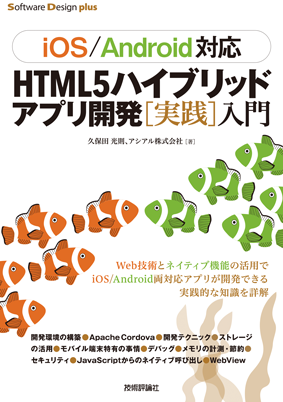 Software Design plus
iOS/Android 対応
HTML5ハイブリッド
アプリ開発[実践]入門
久保田 光則、アシアル株式会社 [著]
Web技術とネイティブ機能の活用で
iOS/Android両対応アプリが開発できる
実践的な知識を詳解
開発環境の構築●Apache Cordova●開発テクニック●ストレージ
の活用●モバイル端末特有の事情●デバッグ●メモリの計測・節約●
セキュリティ●JavaScriptからのネイティブ呼び出し●WebView
技術評論社